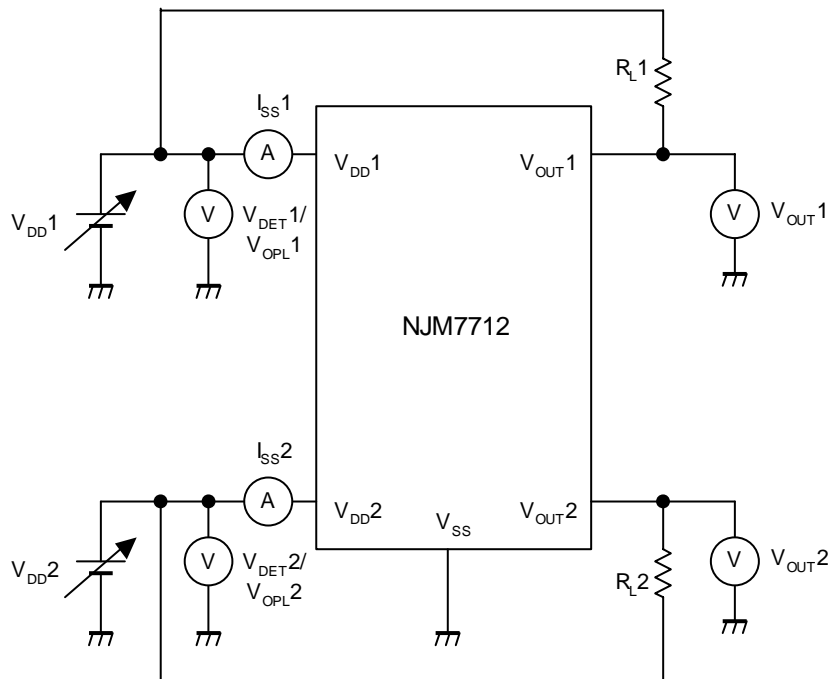 R_L1
I_SS1
A
V_DD1
V_OUT1
V_DD1
V
V_DET1/
V_OPL1
V
V_OUT1
NJM7712
I_SS2
A
V_DD2
V_SS
V_OUT2
V_DD2
V
V_DET2/
V_OPL2
R_L2
V
V_OUT2